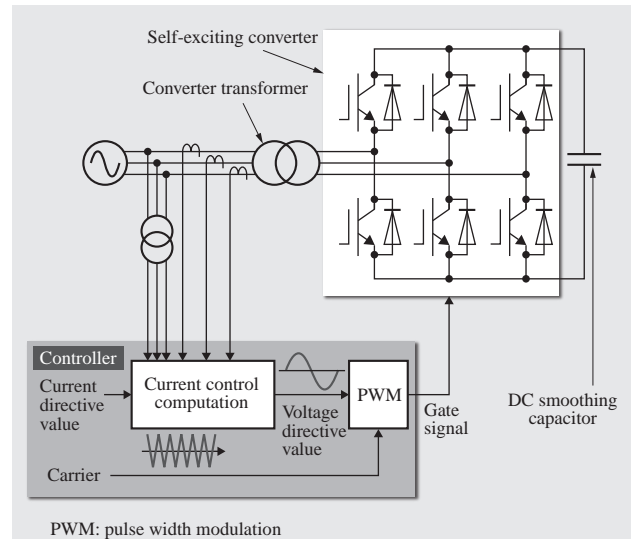 Self-exciting converter
Converter transformer
Controller
Current
directive
value
Current control
computation
Voltage
directive
value
PWM
Gate
signal
DC smoothing
capacitor
Carrier
PWM: pulse width modulation